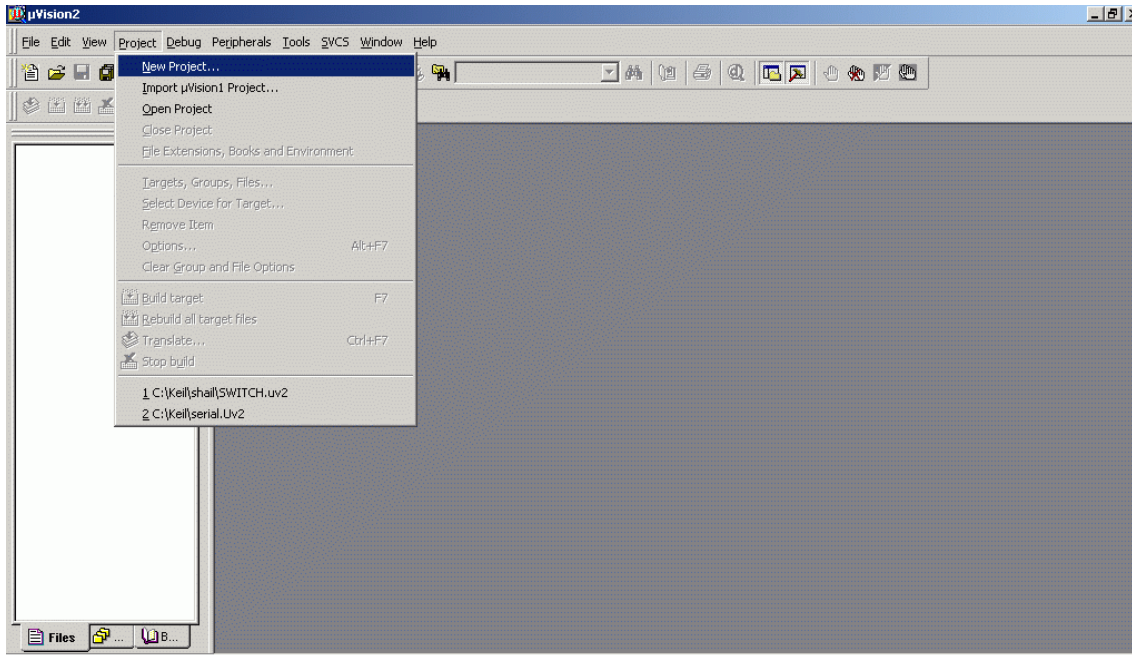 µVision2
File Edit View Project Debug Peripherals Tools SVCS Window Help
New Project...
Import µVision1 Project...
Open Project
Close Project
File Extensions, Books and Environment
Targets, Groups, Files...
Select Device for Target...
Remove Item
Options... Alt+F7
Clear Group and File Options
Build target F7
Rebuild all target files
Translate... Ctrl+F7
Stop build
1 C:\Keil\shail\SWITCH.uv2
2 C:\Keil\serial.Uv2
Files ... B...